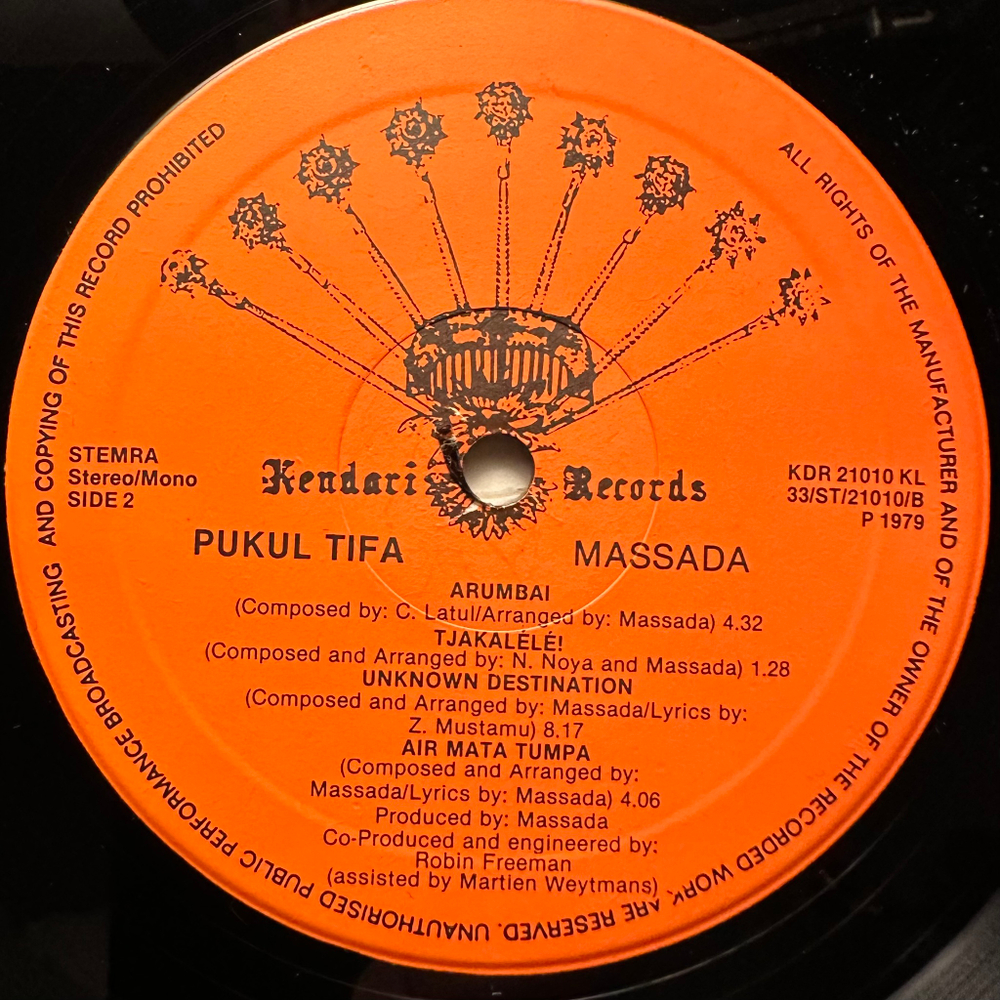 UNAUTHORISED PUBLIC PERFORMANCE BROADCASTING AND COPYING OF THIS RECORD PROHIBITED
ALL RIGHTS OF THE MANUFACTURER AND OF THE OWNER OF THE RECORDED WORK ARE RESERVED.
STEMRA
Stereo/Mono
SIDE 2
Kendari Records
KDR 21010 KL
33/ST/21010/B
P 1979
PUKUL TIFA MASSADA
ARUMBAI
(Composed by: C. Latul/Arranged by: Massada) 4.32
TJAKALÉLÉ!
(Composed and Arranged by: N. Noya and Massada) 1.28
UNKNOWN DESTINATION
(Composed and Arranged by: Massada/Lyrics by:
Z. Mustamu) 8.17
AIR MATA TUMPA
(Composed and Arranged by:
Massada/Lyrics by: Massada) 4.06
Produced by: Massada
Co-Produced and engineered by:
Robin Freeman
(assisted by Martien Weytmans)